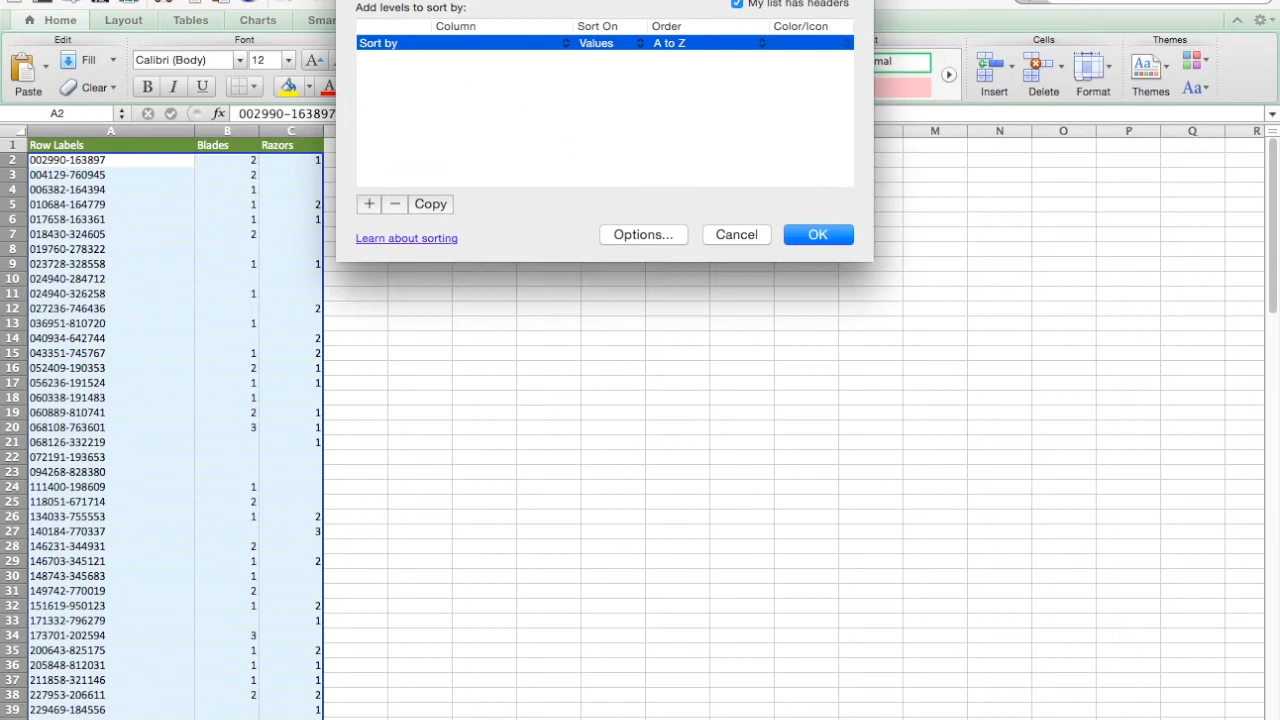 Add levels to sort by:
My list has headers
Column Sort On Order Color/Icon
Sort by Values A to Z
+ − Copy
Learn about sorting
Options... Cancel OK
Home Layout Tables Charts
Edit Font Cells Themes
Fill Calibri (Body) 12 A
Paste Clear B I U A Insert Delete Format Themes Aa
A2 fx 002990-163897
A B C M N O P Q R
1 Row Labels Blades Razors
2 002990-163897 2 1
3 004129-760945 2
4 006382-164394 1
5 010684-164779 1 2
6 017658-163361 1 1
7 018430-324605 2
8 019760-278322
9 023728-328558 1 1
10 024940-284712
11 024940-326258 1
12 027236-746436 2
13 036951-810720 1
14 040934-642744 2
15 043351-745767 1 2
16 052409-190353 2 1
17 056236-191524 1 1
18 060338-191483 1
19 060889-810741 2 1
20 068108-763601 3 1
21 068126-332219 1
22 072191-193653
23 094268-828380
24 111400-198609 1
25 118051-671714 2
26 134033-755553 1 2
27 140184-770337 3
28 146231-344931 2
29 146703-345121 1 2
30 148743-345683 1
31 149742-770019 2
32 151619-950123 1 2
33 171332-796279 1
34 173701-202594 3
35 200643-825175 1 2
36 205848-812031 1 1
37 211858-321146 1 1
38 227953-206611 2 2
39 229469-184556 1